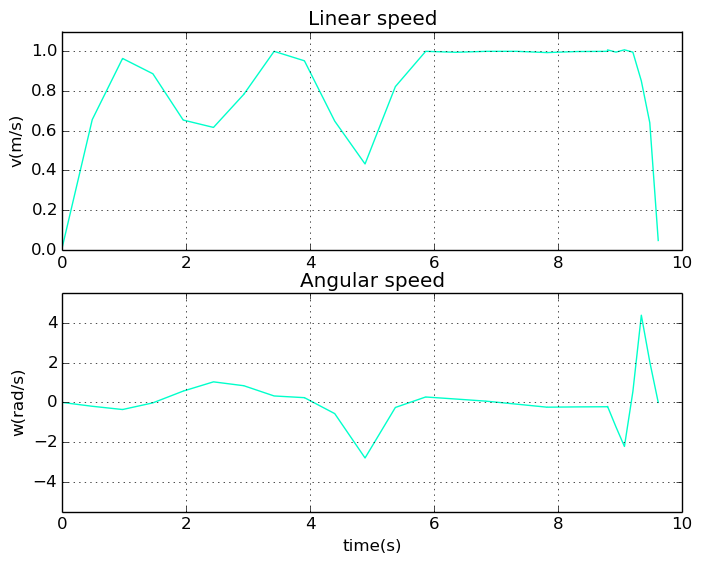 Linear speed
1.0
0.8
0.6
0.4
0.2
0.0
v(m/s)
0 2 4 6 8 10
Angular speed
4
2
0
−2
−4
w(rad/s)
0 2 4 6 8 10
time(s)